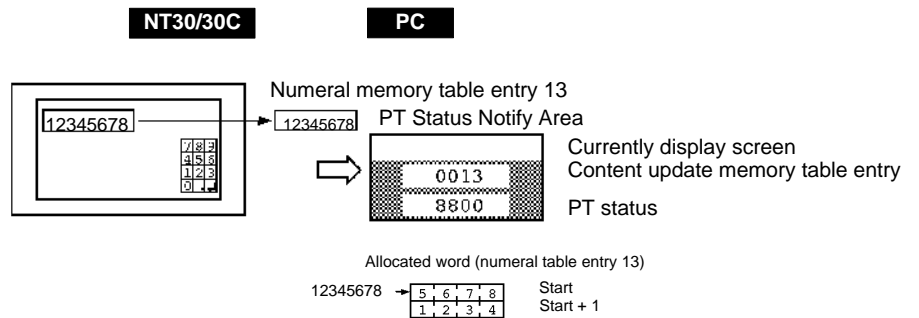 NT30/30C PC
Numeral memory table entry 13
12345678 12345678 PT Status Notify Area
7 8 9
4 5 6
1 2 3
0 . ↵
Currently display screen
0013 Content update memory table entry
8800 PT status
Allocated word (numeral table entry 13)
12345678 5 6 7 8 Start
1 2 3 4 Start + 1